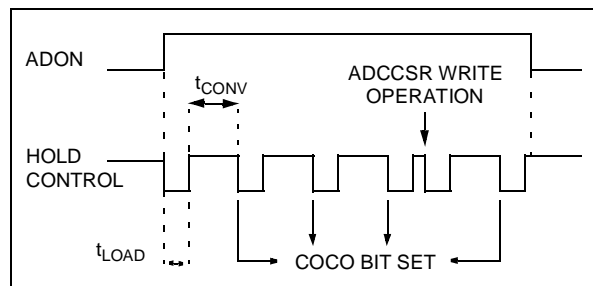 ADON
tCONV
ADCCSR WRITE
OPERATION
HOLD
CONTROL
tLOAD
COCO BIT SET